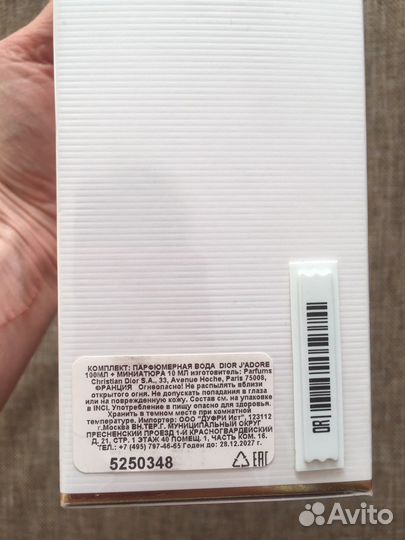 КОМПЛЕКТ: ПАРФЮМЕРНАЯ ВОДА DIOR J'ADORE
100МЛ + МИНИАТЮРА 10 МЛ изготовитель: Parfums
Christian Dior S.A., 33, Avenue Hoche, Paris 75008,
ФРАНЦИЯ Огнеопасно! Не распылять вблизи
открытого огня. Не допускать попадания в глаза
или на поврежденную кожу. Состав см. на упаковке
в INCI. Употребление в пищу опасно для здоровья.
Хранить в темном месте при комнатной
температуре. Импортер: ООО "ДУФРИ Ист", 123112
г.Москва ВН.ТЕР.Г. МУНИЦИПАЛЬНЫЙ ОКРУГ
ПРЕСНЕНСКИЙ ПРОЕЗД 1-Й КРАСНОГВАРДЕЙСКИЙ
Д. 21, СТР. 1 ЭТАЖ 40 ПОМЕЩ. 1, ЧАСТЬ КОМ. 16.
ТЕЛ.: +7 (495) 797-46-65 Годен до: 28.12.2027 г.
5250348
EAC
DR
Avito